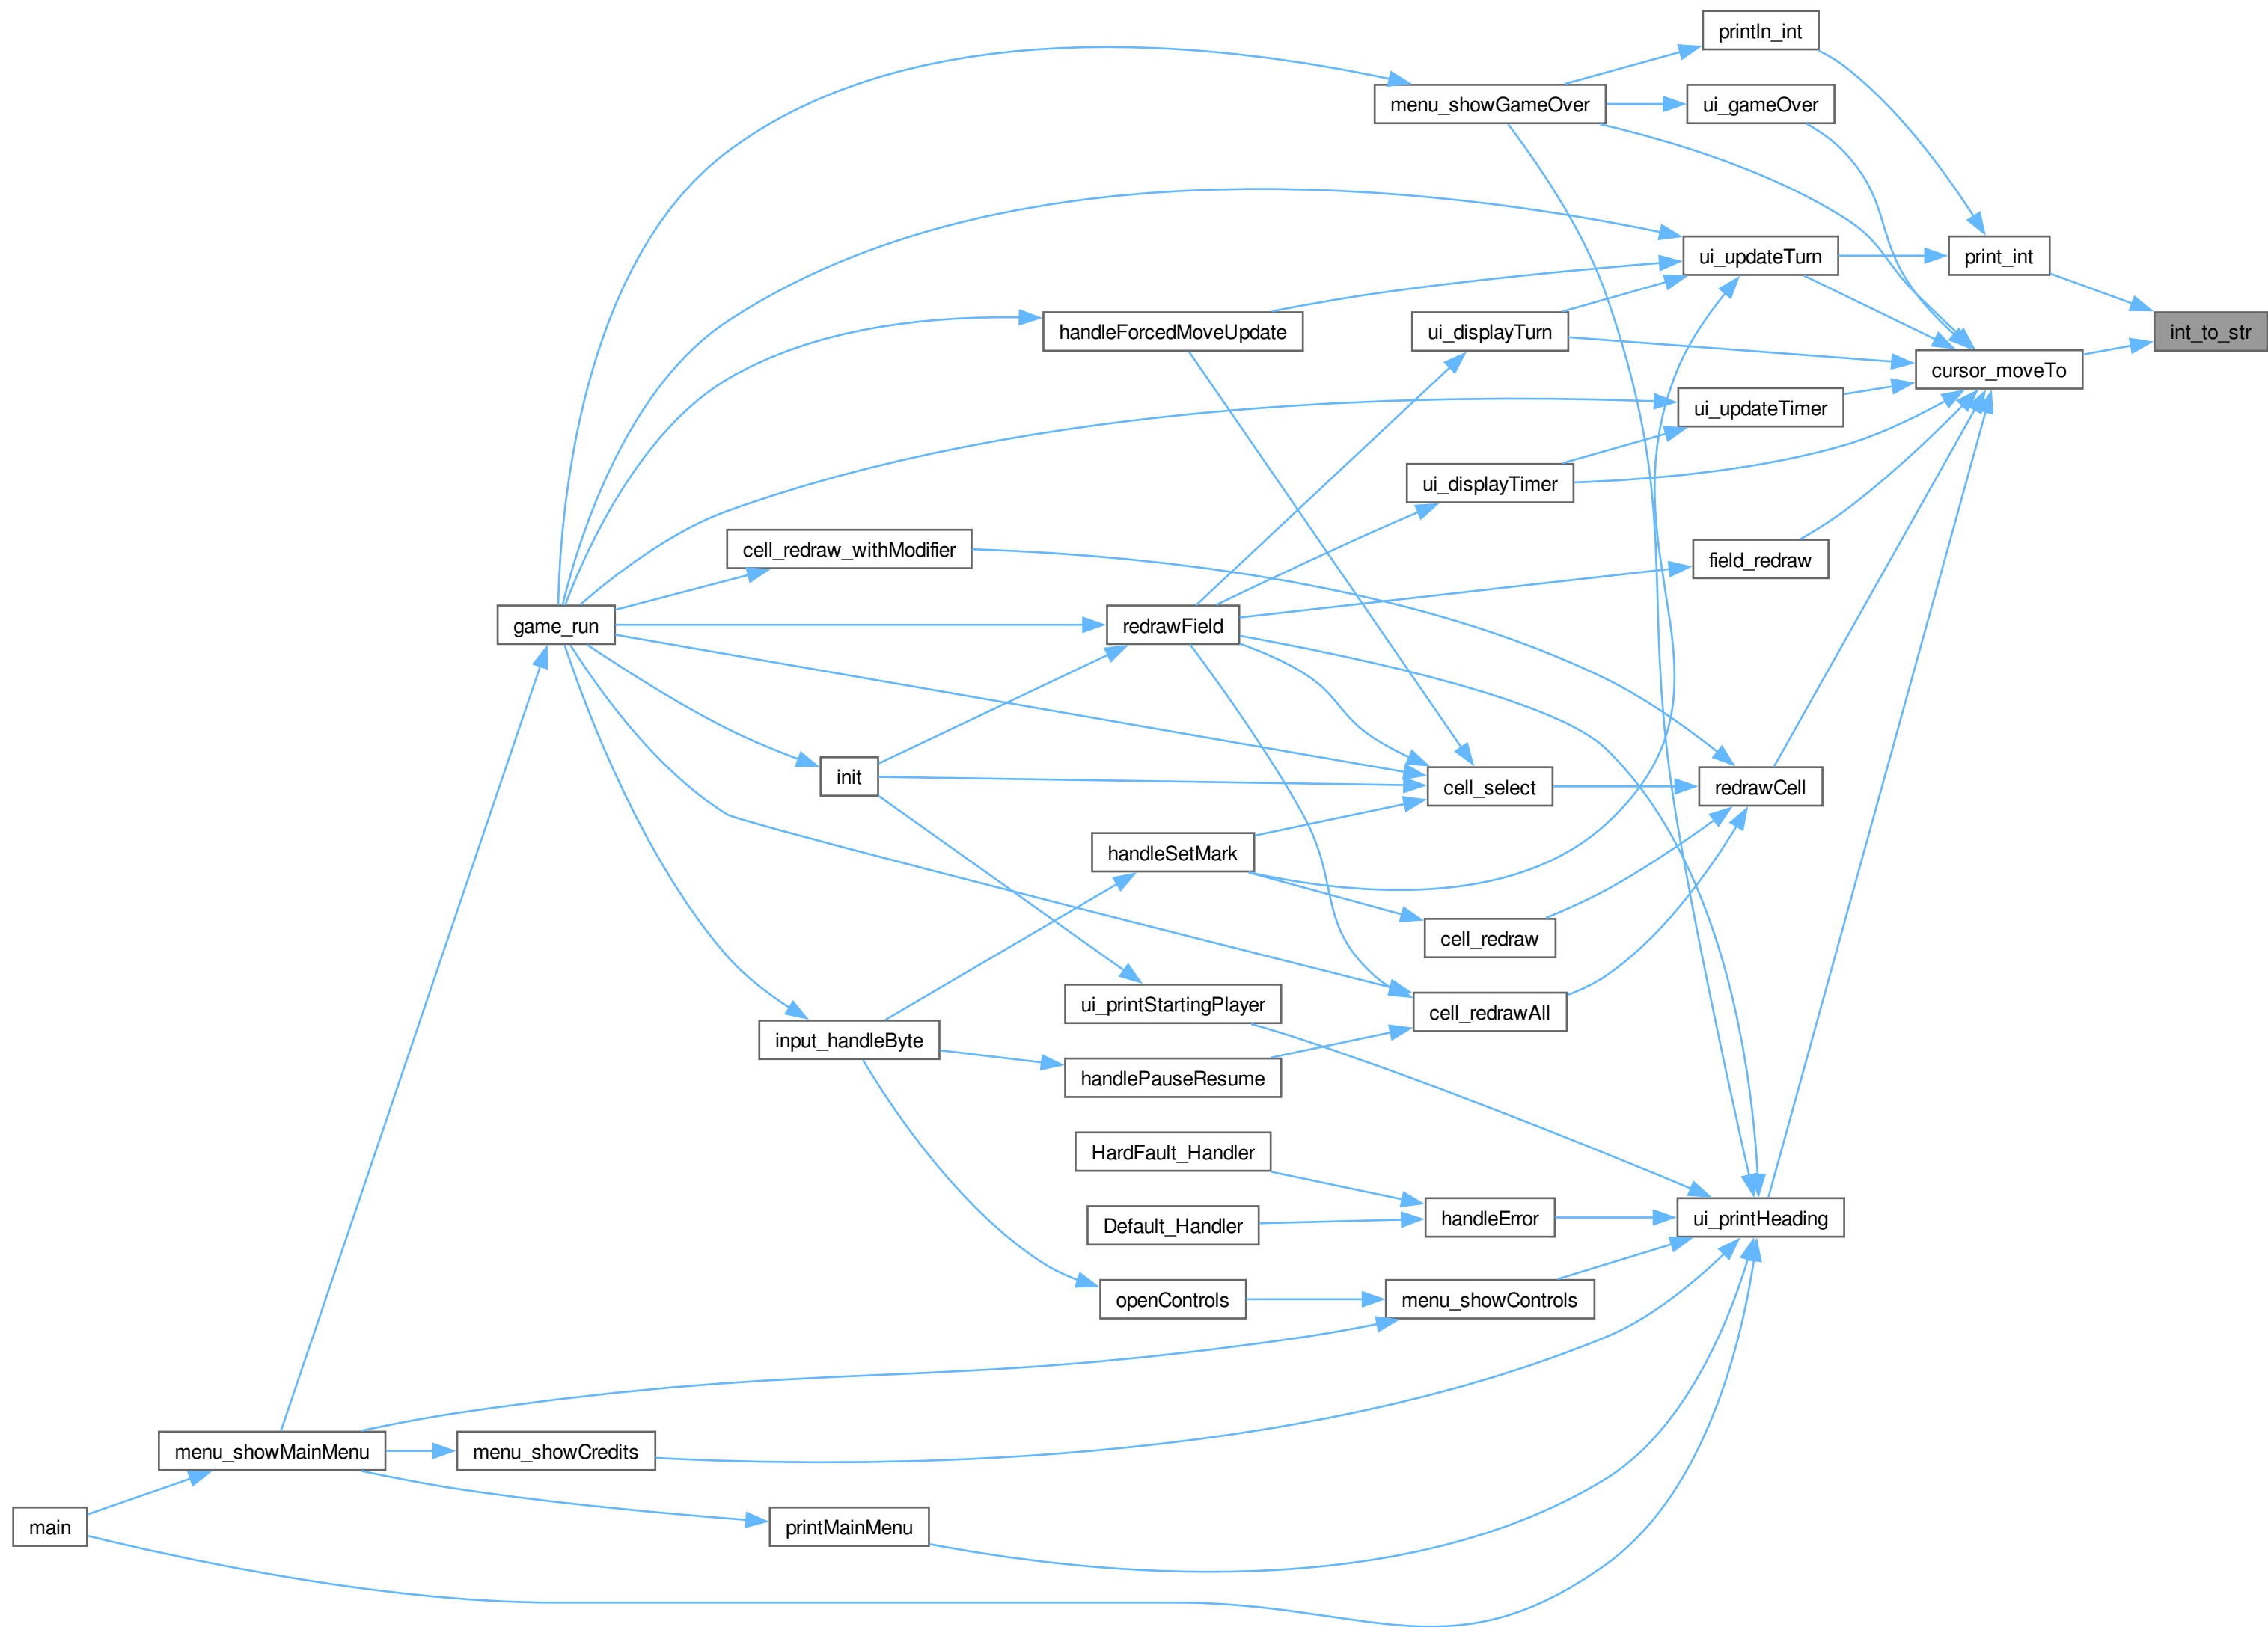 println_int
menu_showGameOver
ui_gameOver
ui_updateTurn
print_int
handleForcedMoveUpdate
ui_displayTurn
int_to_str
cursor_moveTo
ui_updateTimer
ui_displayTimer
cell_redraw_withModifier
field_redraw
game_run
redrawField
init
cell_select
redrawCell
handleSetMark
cell_redraw
ui_printStartingPlayer
cell_redrawAll
input_handleByte
handlePauseResume
HardFault_Handler
Default_Handler
handleError
ui_printHeading
openControls
menu_showControls
menu_showMainMenu
menu_showCredits
main
printMainMenu